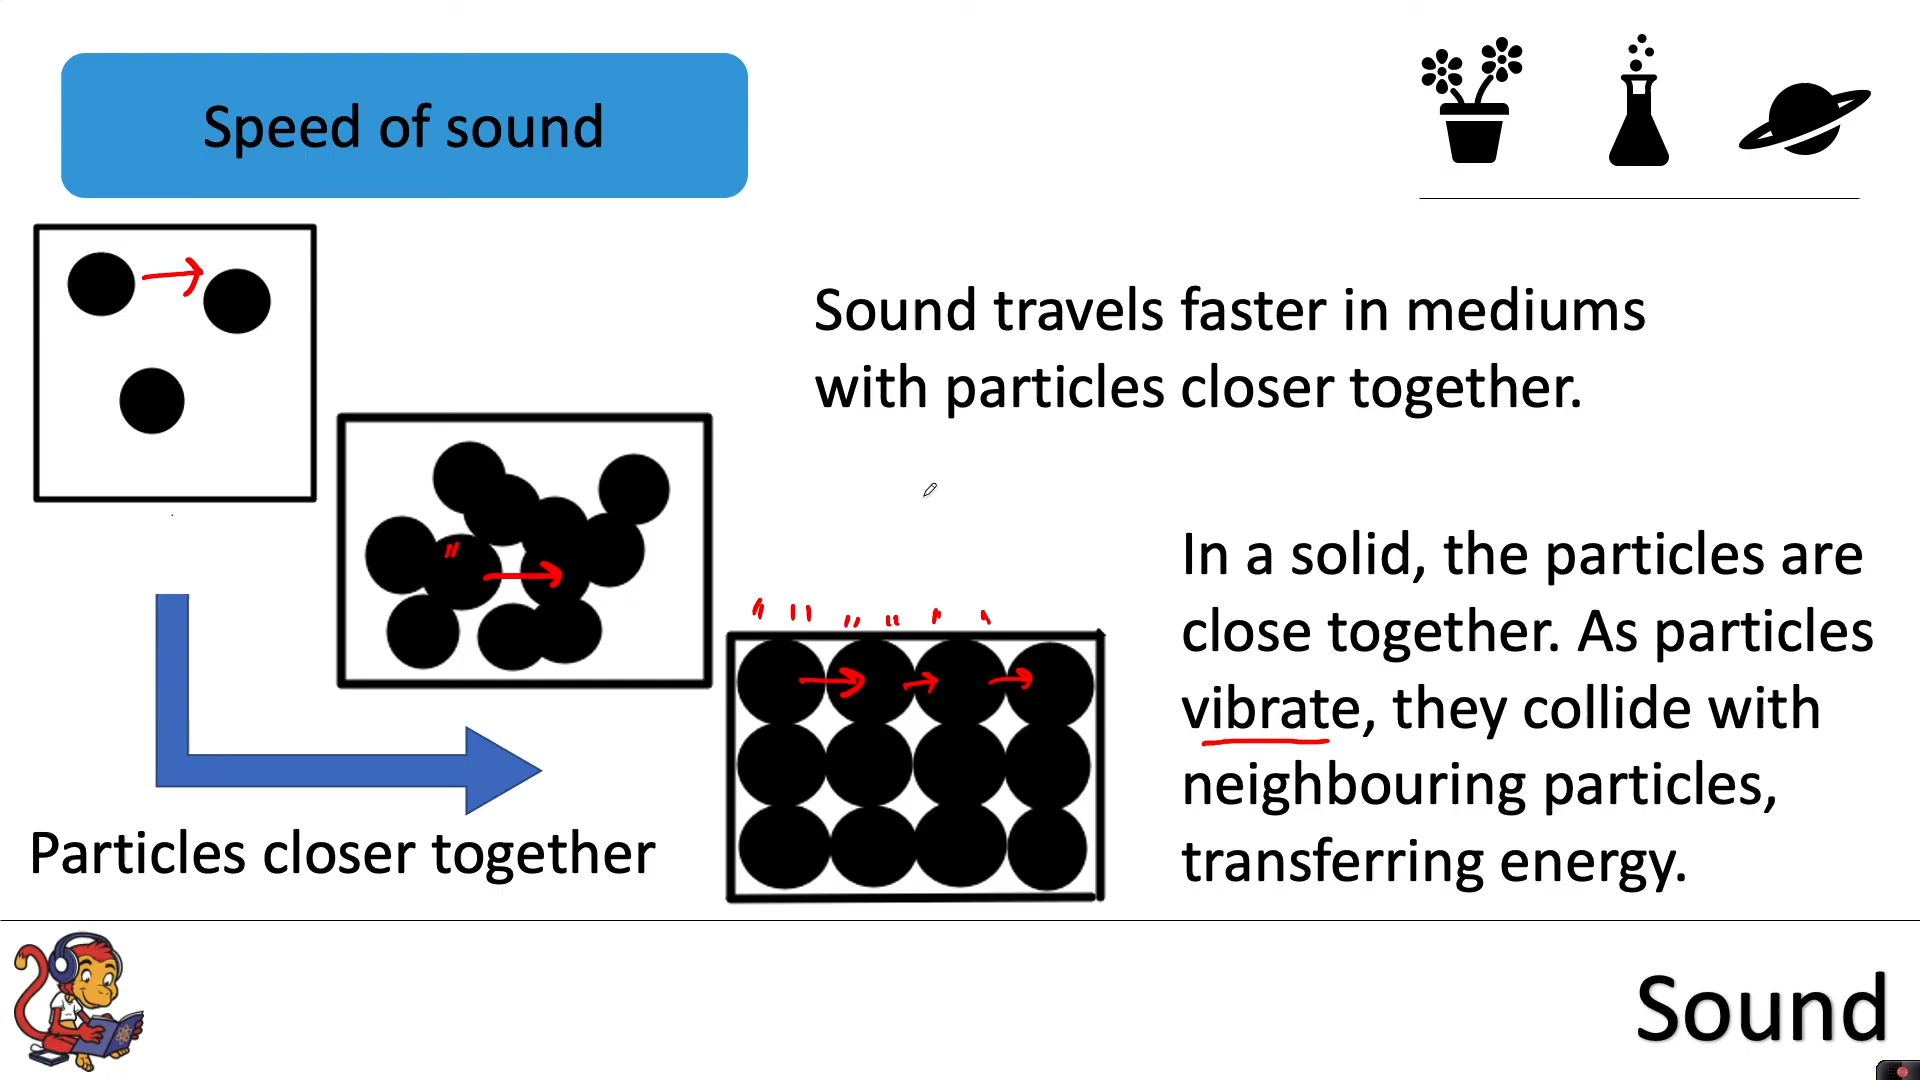 Speed of sound
Sound travels faster in mediums
with particles closer together.
In a solid, the particles are
close together. As particles
vibrate, they collide with
neighbouring particles,
transferring energy.
Particles closer together
Sound